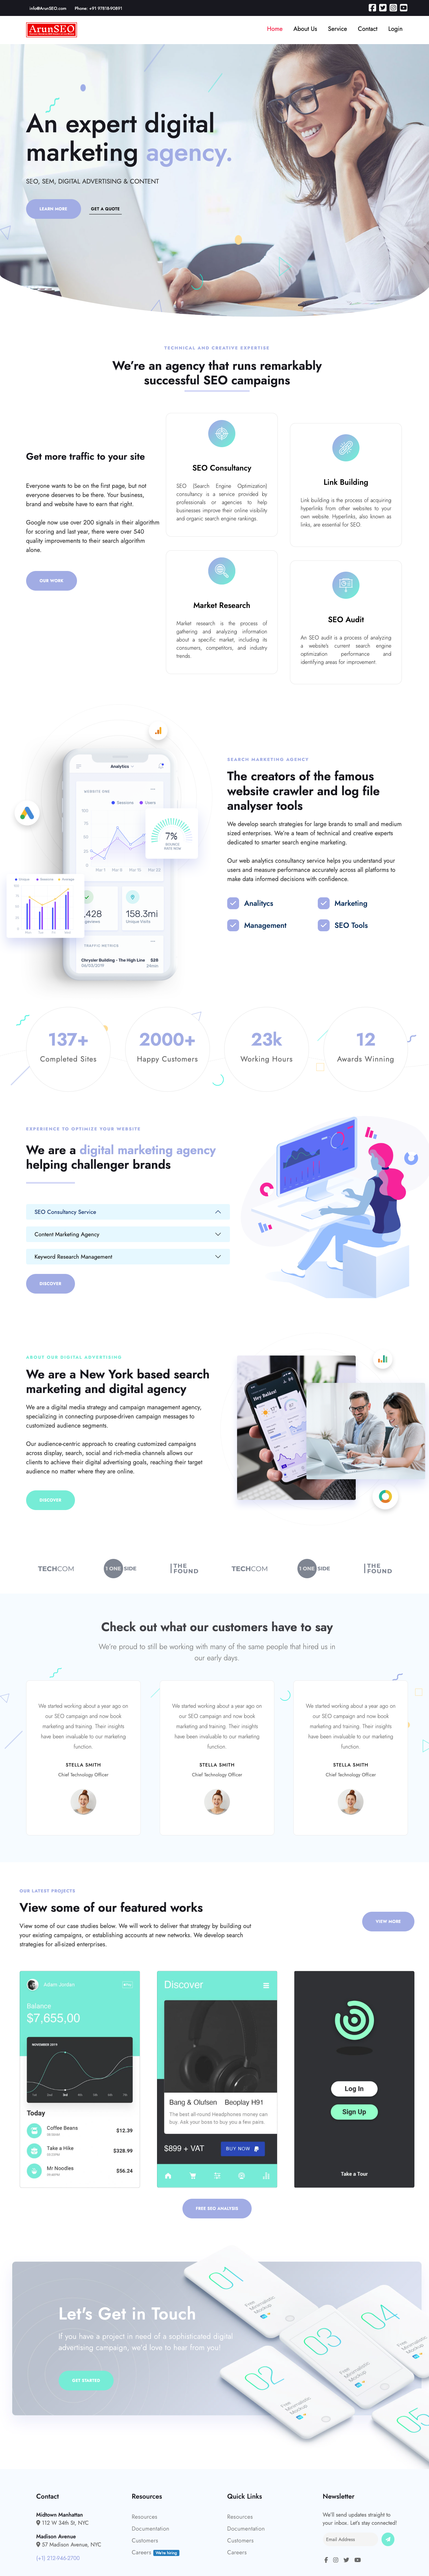 info@ArunSEO.com Phone: +91 97818-90891
ArunSEO
Home About Us Service Contact Login
An expert digital
marketing agency.
SEO, SEM, DIGITAL ADVERTISING & CONTENT
LEARN MORE GET A QUOTE
TECHNICAL AND CREATIVE EXPERTISE
We're an agency that runs remarkably
successful SEO campaigns
Get more traffic to your site
Everyone wants to be on the first page, but not
everyone deserves to be there. Your business,
brand and website have to earn that right.
Google now use over 200 signals in their algorithm
for scoring and last year, there were over 540
quality improvements to their search algorithm
alone.
OUR WORK
SEO Consultancy
SEO (Search Engine Optimization)
consultancy is a service provided by
professionals or agencies to help
businesses improve their online visibility
and organic search engine rankings.
Link Building
Link building is the process of acquiring
hyperlinks from other websites to your
own website. Hyperlinks, also known as
links, are essential for SEO.
Market Research
Market research is the process of
gathering and analyzing information
about a specific market, including its
consumers, competitors, and industry
trends.
SEO Audit
An SEO audit is a process of analyzing
a website's current search engine
optimization performance and
identifying areas for improvement
Analytics
WEBSITE ONE
Sessions Users
7%
BOUNCE
RATE NOW
,428
158.3mi
Unique Visits
TRAFFIC METRICS
Chrysler Building - The High Line $28
06/03/2019
SEARCH MARKETING AGENCY
The creators of the famous
website crawler and log file
analyser tools
We develop search strategies for large brands to small and medium
sized enterprises. We're a team of technical and creative experts
dedicated to smarter search engine marketing.
Our web analytics consultancy service helps you understand your
users and measure performance accurately across all platforms to
make data informed decisions with confidence.
Analitycs Marketing
Management SEO Tools
137+ 2000+ 23k 12
Completed Sites Happy Customers Working Hours Awards Winning
EXPERIENCE TO OPTIMIZE YOUR WEBSITE
We are a digital marketing agency
helping challenger brands
SEO Consultancy Service
Content Marketing Agency
Keyword Research Management
DISCOVER
ABOUT OUR DIGITAL ADVERTISING
We are a New York based search
marketing and digital agency
We are a digital media strategy and campaign management agency,
specializing in creating purpose-driven campaign messages to
customized audience segments.
Our audience-centric approach to creating customized campaigns
across display, search, social and rich-media channels allows our
clients to achieve their digital advertising goals, reaching their target
audience no matter where they are online.
DISCOVER
TECHCOM 1 ONE SIDE THE FOUND TECHCOM 1 ONE SIDE THE FOUND
Check out what our customers have to say
We're proud to still be working with many of the same people that hired us in
our early days.
We started working about a year ago on
our SEO campaign and now book
marketing and training. Their insights
have been invaluable to our marketing
function.
STELLA SMITH
Chief Technology Officer
We started working about a year ago on
our SEO campaign and now book
marketing and training. Their insights
have been invaluable to our marketing
function.
STELLA SMITH
Chief Technology Officer
We started working about a year ago on
our SEO campaign and now book
marketing and training. Their insights
have been invaluable to our marketing
function.
STELLA SMITH
Chief Technology Officer
OUR LATEST PROJECTS
View some of our featured works
View some of our case studies below. We will work to deliver that strategy by building out
your existing campaigns, or establishing accounts at new networks. We develop search
strategies for all-sized enterprises.
VIEW MORE
Adam Jordan
Balance
$7,655,00
NOVEMBER 2019
Today
Coffee Beans $12.39
Take a Hike $328.99
Mr Noodles $56.24
Discover
Bang & Olufsen Beoplay H91
The best all-round Headphones money can
buy. Ask your boss to buy you a few pairs.
$899 + VAT BUY NOW
Log In
Sign Up
Take a Tour
FREE SEO ANALYSIS
Let's Get in Touch
If you have a project in need of a sophisticated digital
advertising campaign, we'd love to hear from you!
GET STARTED
01
02
03
04
05
Contact
Midtown Manhattan
112 W 34th St, NYC
Madison Avenue
57 Madison Avenue, NYC
(+1) 212-946-2700
Resources
Resources
Documentation
Customers
Careers We're hiring
Quick Links
Resources
Documentation
Customers
Careers
Newsletter
We'll send updates straight to
your inbox. Let's stay connected!
Email Address